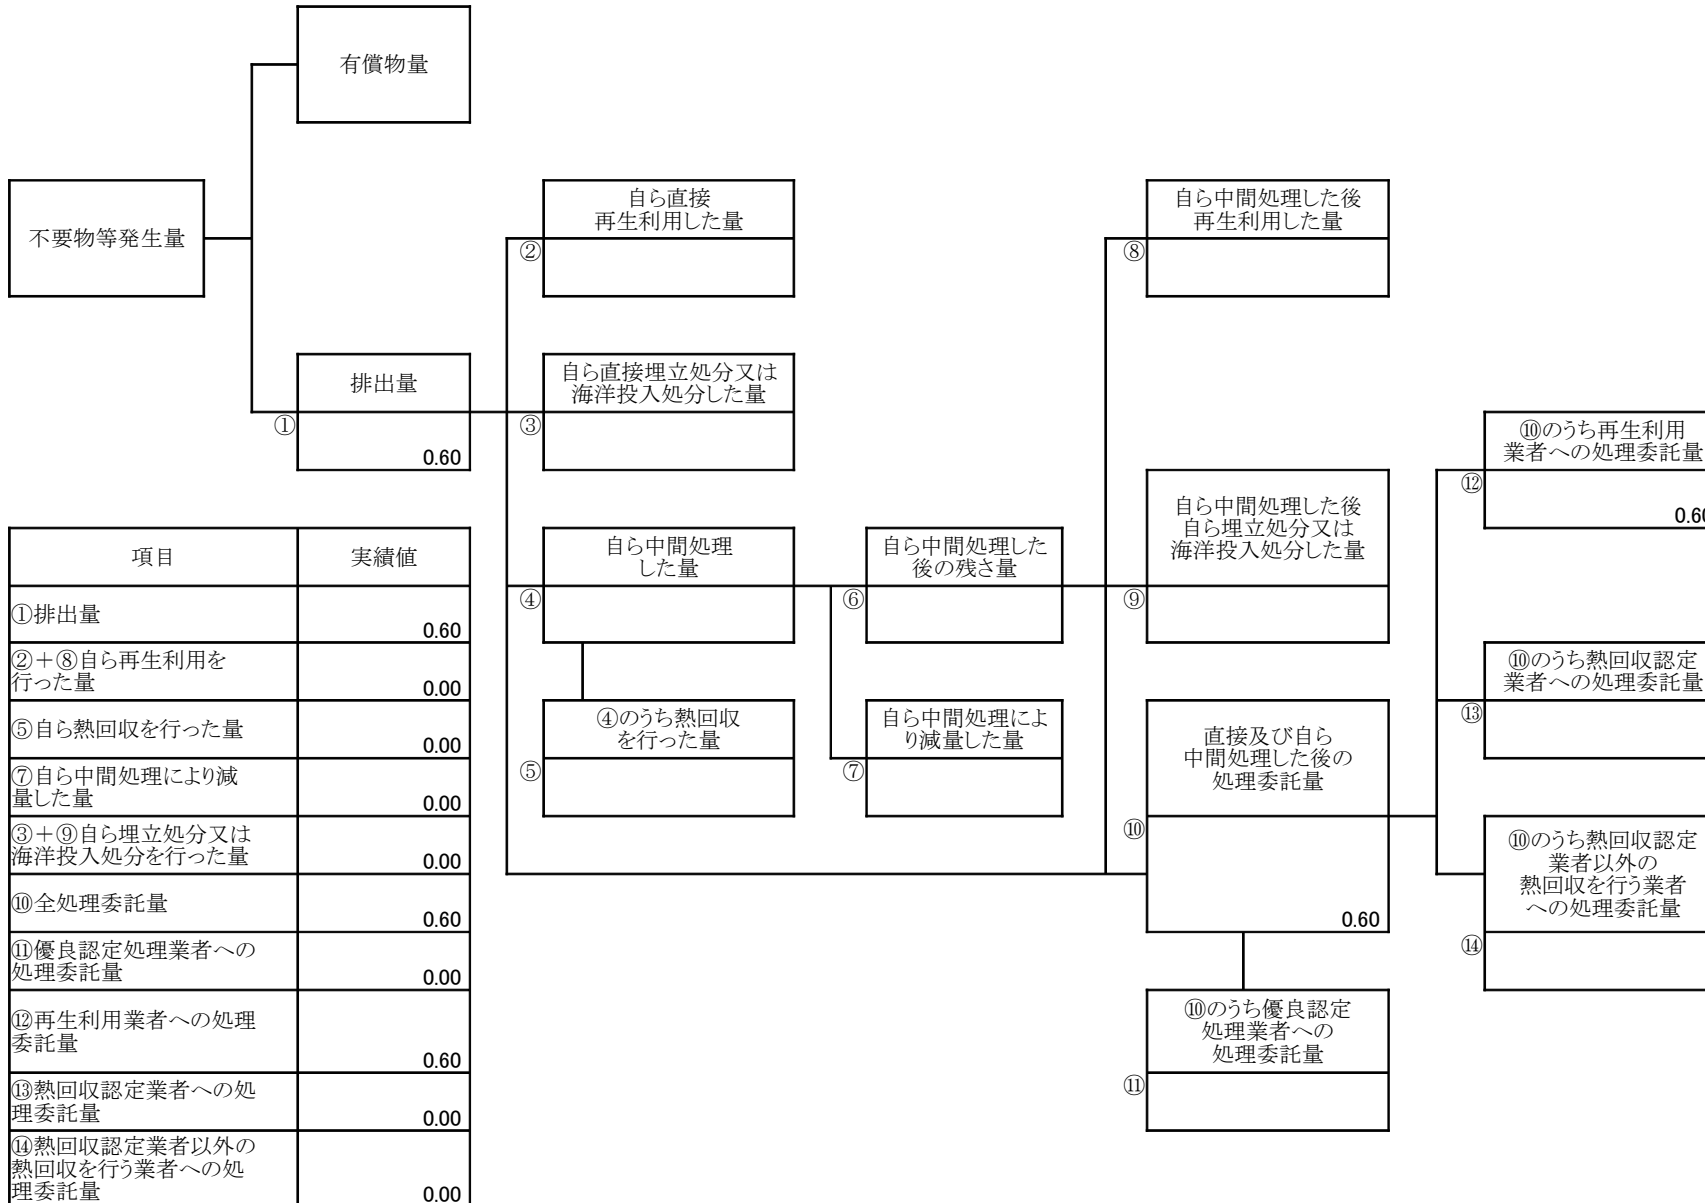 有償物量
不要物等発生量
自ら直接
再生利用した量
②
自ら中間処理した後
再生利用した量
⑧
排出量
①
0.60
自ら直接埋立処分又は
海洋投入処分した量
③
⑩のうち再生利用
業者への処理委託量
⑫
自ら中間処理した後
自ら埋立処分又は
海洋投入処分した量
⑨
自ら中間処理
した量
④
自ら中間処理した
後の残さ量
⑥
⑩のうち熱回収認定
業者への処理委託量
⑬
④のうち熱回収
を行った量
⑤
自ら中間処理によ
り減量した量
⑦
直接及び自ら
中間処理した後の
処理委託量
⑩
0.60
⑩のうち熱回収認定
業者以外の
熱回収を行う業者
への処理委託量
⑭
⑩のうち優良認定
処理業者への
処理委託量
⑪
項目 実績値
①排出量
0.60
②＋⑧自ら再生利用を
行った量
0.00
⑤自ら熱回収を行った量
0.00
⑦自ら中間処理により減
量した量
0.00
③＋⑨自ら埋立処分又は
海洋投入処分を行った量
0.00
⑩全処理委託量
0.60
⑪優良認定処理業者への
処理委託量
0.00
⑫再生利用業者への処理
委託量
0.60
⑬熱回収認定業者への処
理委託量
0.00
⑭熱回収認定業者以外の
熱回収を行う業者への処
理委託量
0.00